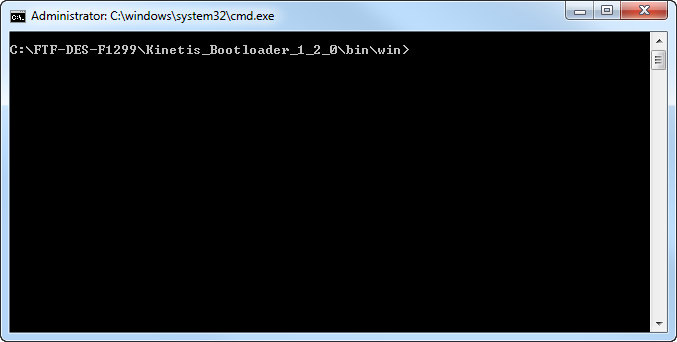 Administrator: C:\windows\system32\cmd.exe
C:\FTF-DES-F1299\Kinetis_Bootloader_1_2_0\bin\win>